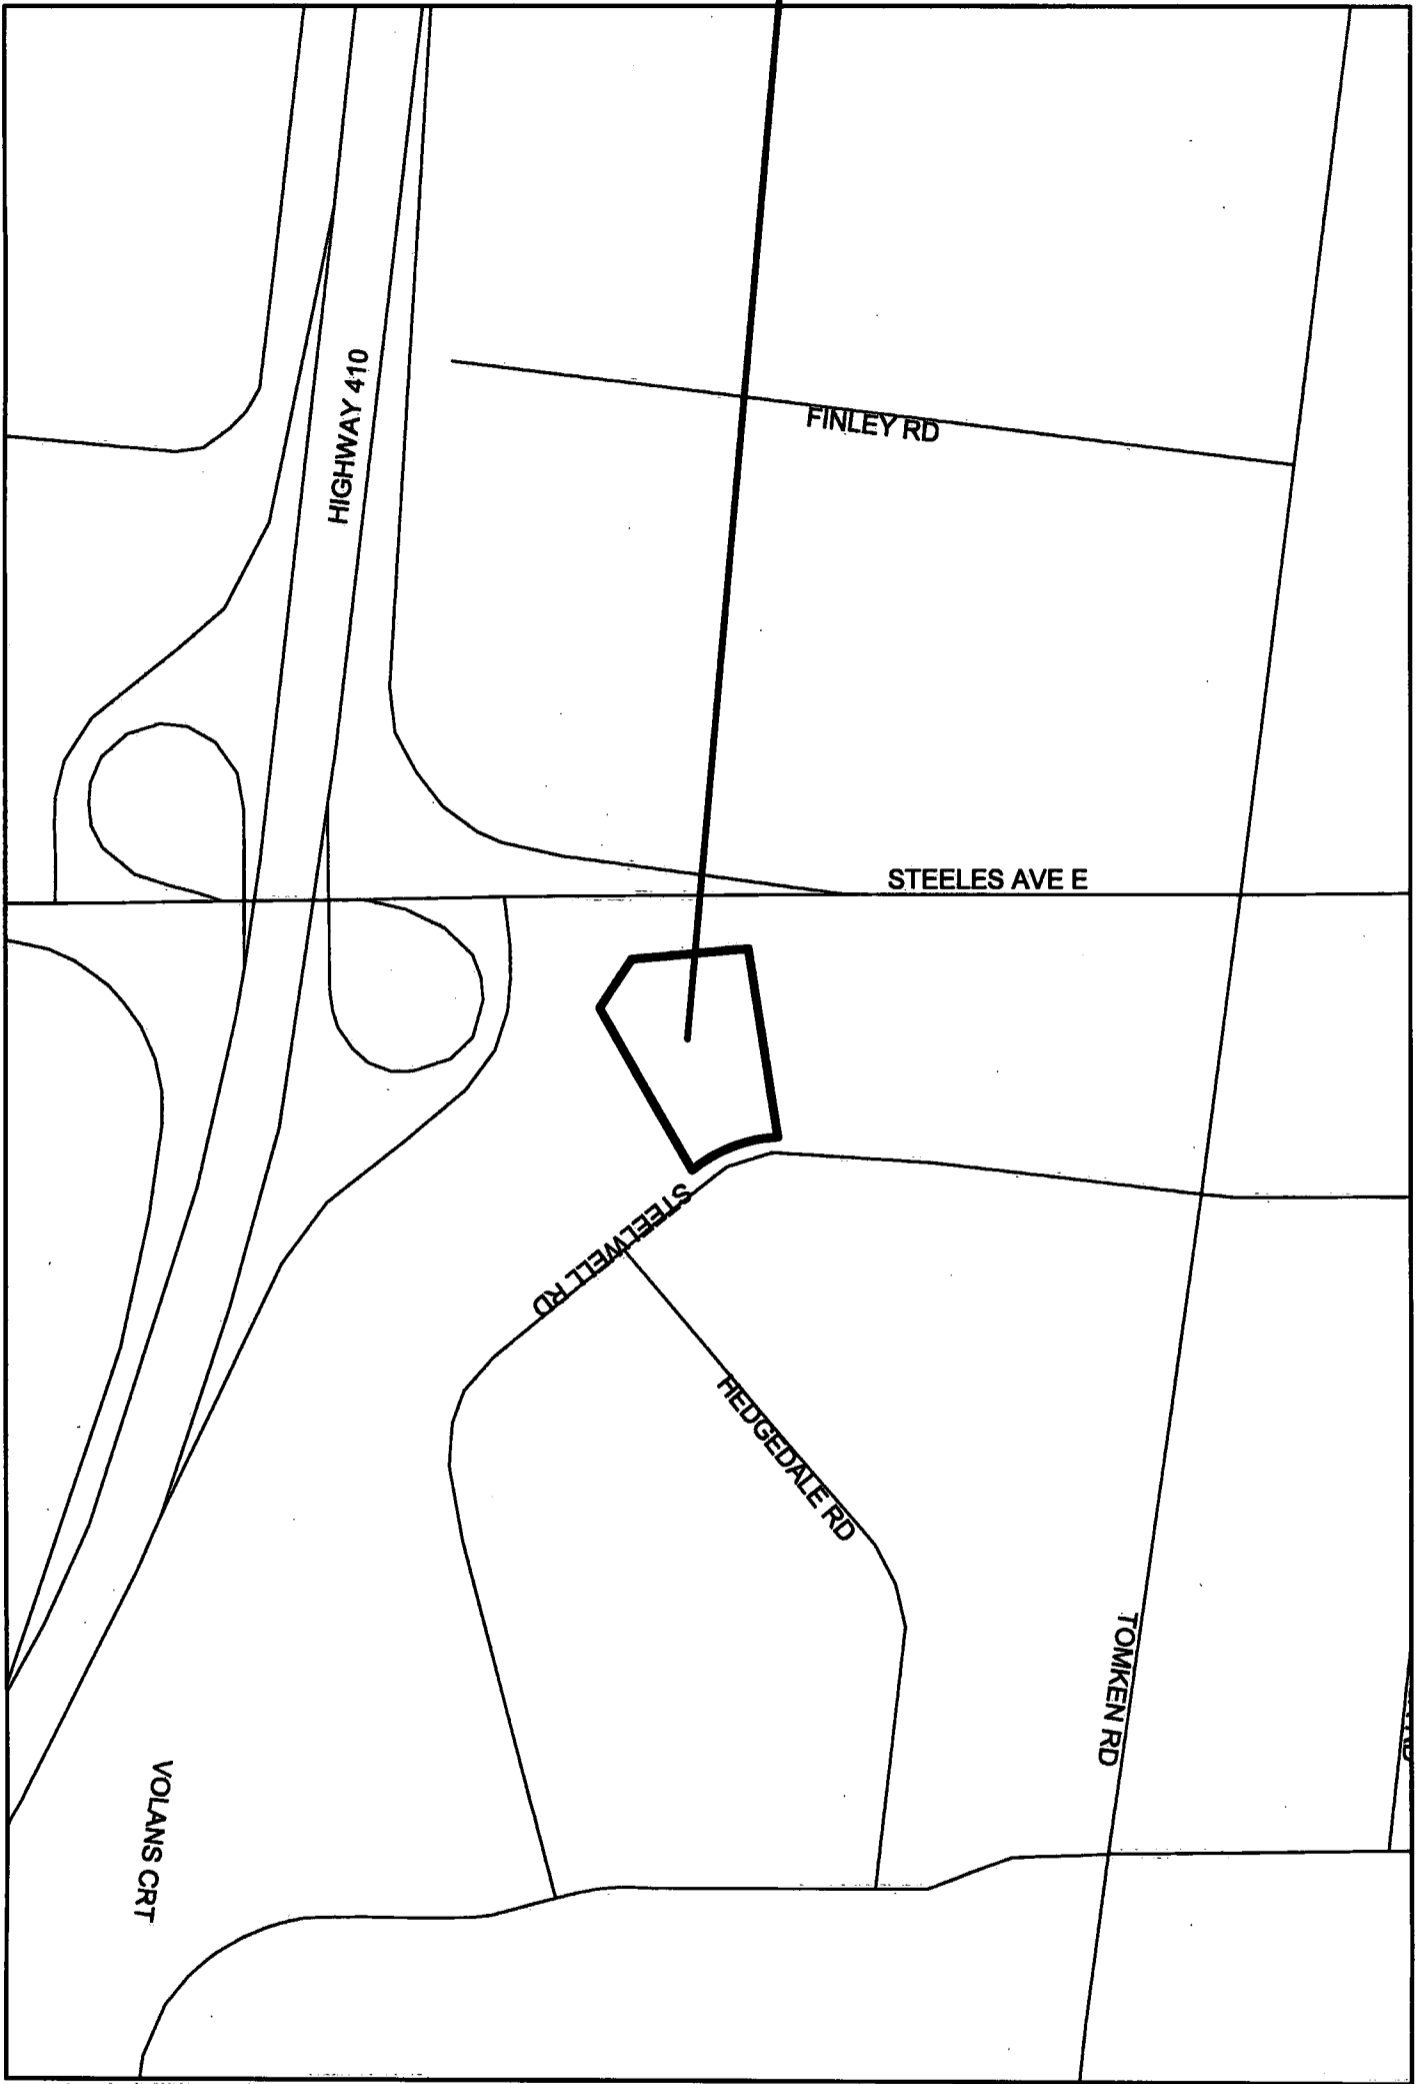 HIGHWAY 410
FINLEY RD
STEELES AVE E
STEELWELL RD
HEDGEDALE RD
TOMKEN RD
VOLANS CRT